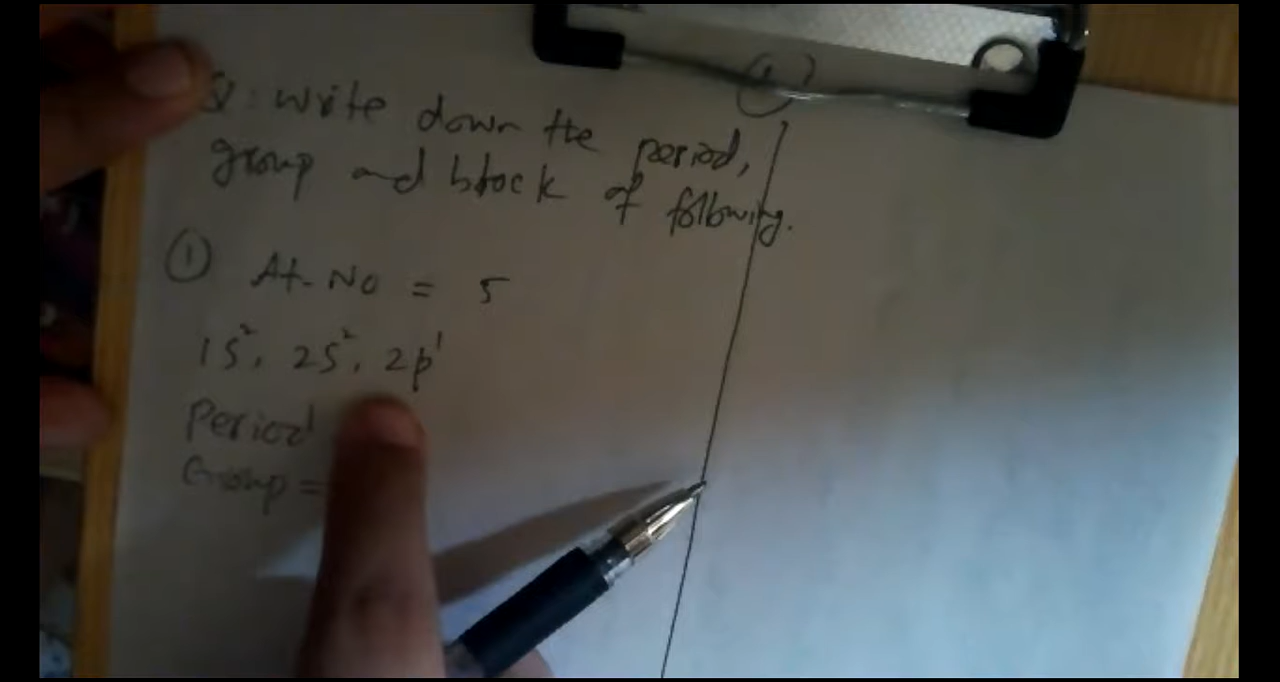 Q: write down the period,
group and block of following.
① At. No = 5
1s², 2s², 2p¹
Period
Group =